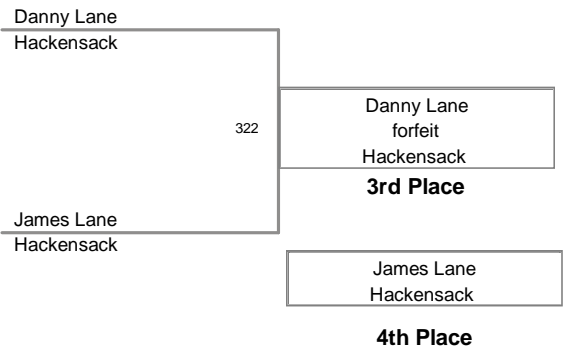 Danny Lane
Hackensack
322
Danny Lane
forfeit
Hackensack
3rd Place
James Lane
Hackensack
James Lane
Hackensack
4th Place